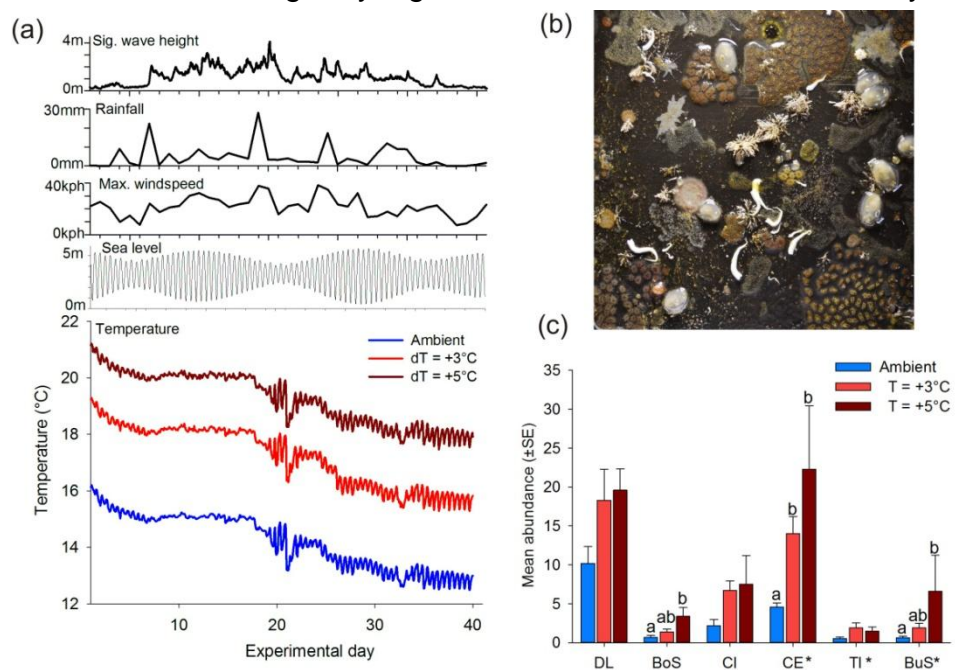 (a)
Sig. wave height
4m
0m
Rainfall
30mm
0mm
Max. windspeed
40kph
0kph
Sea level
5m
0m
22
20
18
16
14
12
Temperature
Temperature (°C)
Ambient
dT = +3°C
dT = +5°C
10 20 30 40
Experimental day
(b)
(c)
Ambient
T = +3°C
T = +5°C
35
30
25
20
15
10
5
0
Mean abundance (±SE)
a ab b
a b b
a ab b
DL BoS CI CE* TI* BuS*